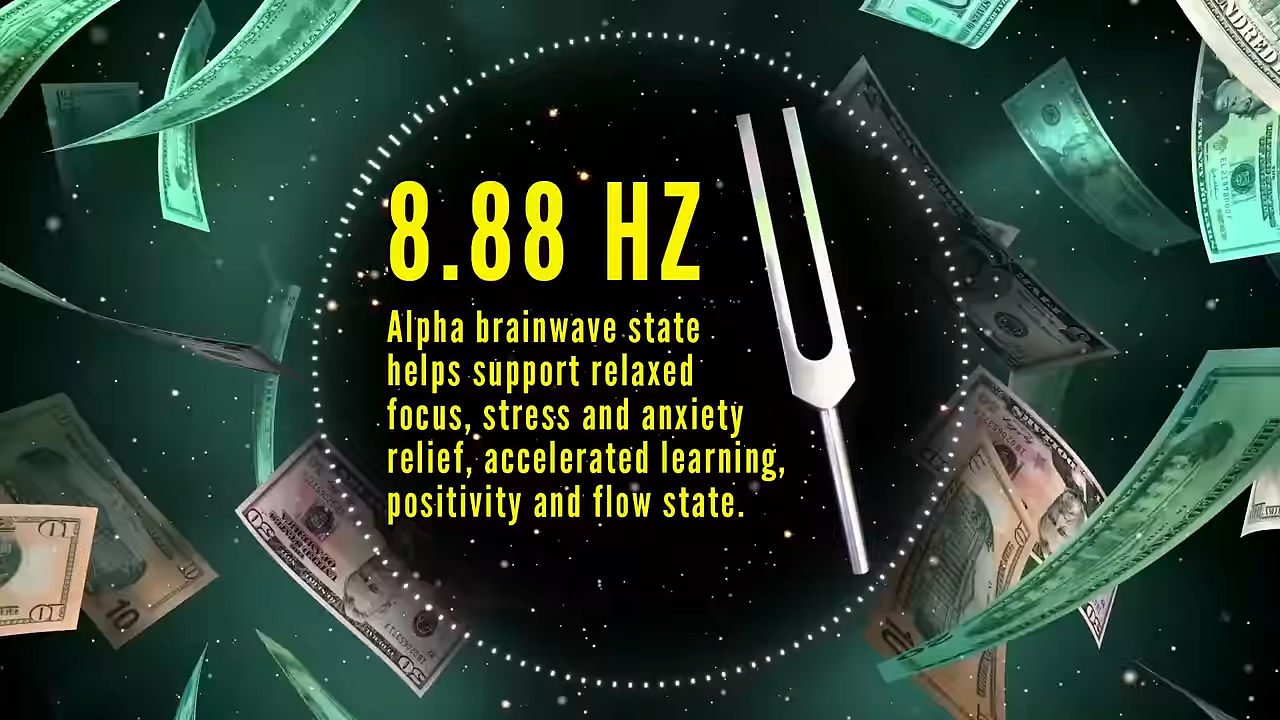 8.88 HZ
Alpha brainwave state
helps support relaxed
focus, stress and anxiety
relief, accelerated learning,
positivity and flow state.
10